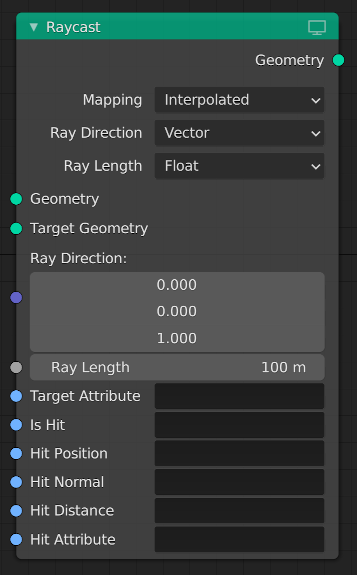 Raycast
Geometry
Mapping Interpolated
Ray Direction Vector
Ray Length Float
Geometry
Target Geometry
Ray Direction:
0.000
0.000
1.000
Ray Length 100 m
Target Attribute
Is Hit
Hit Position
Hit Normal
Hit Distance
Hit Attribute